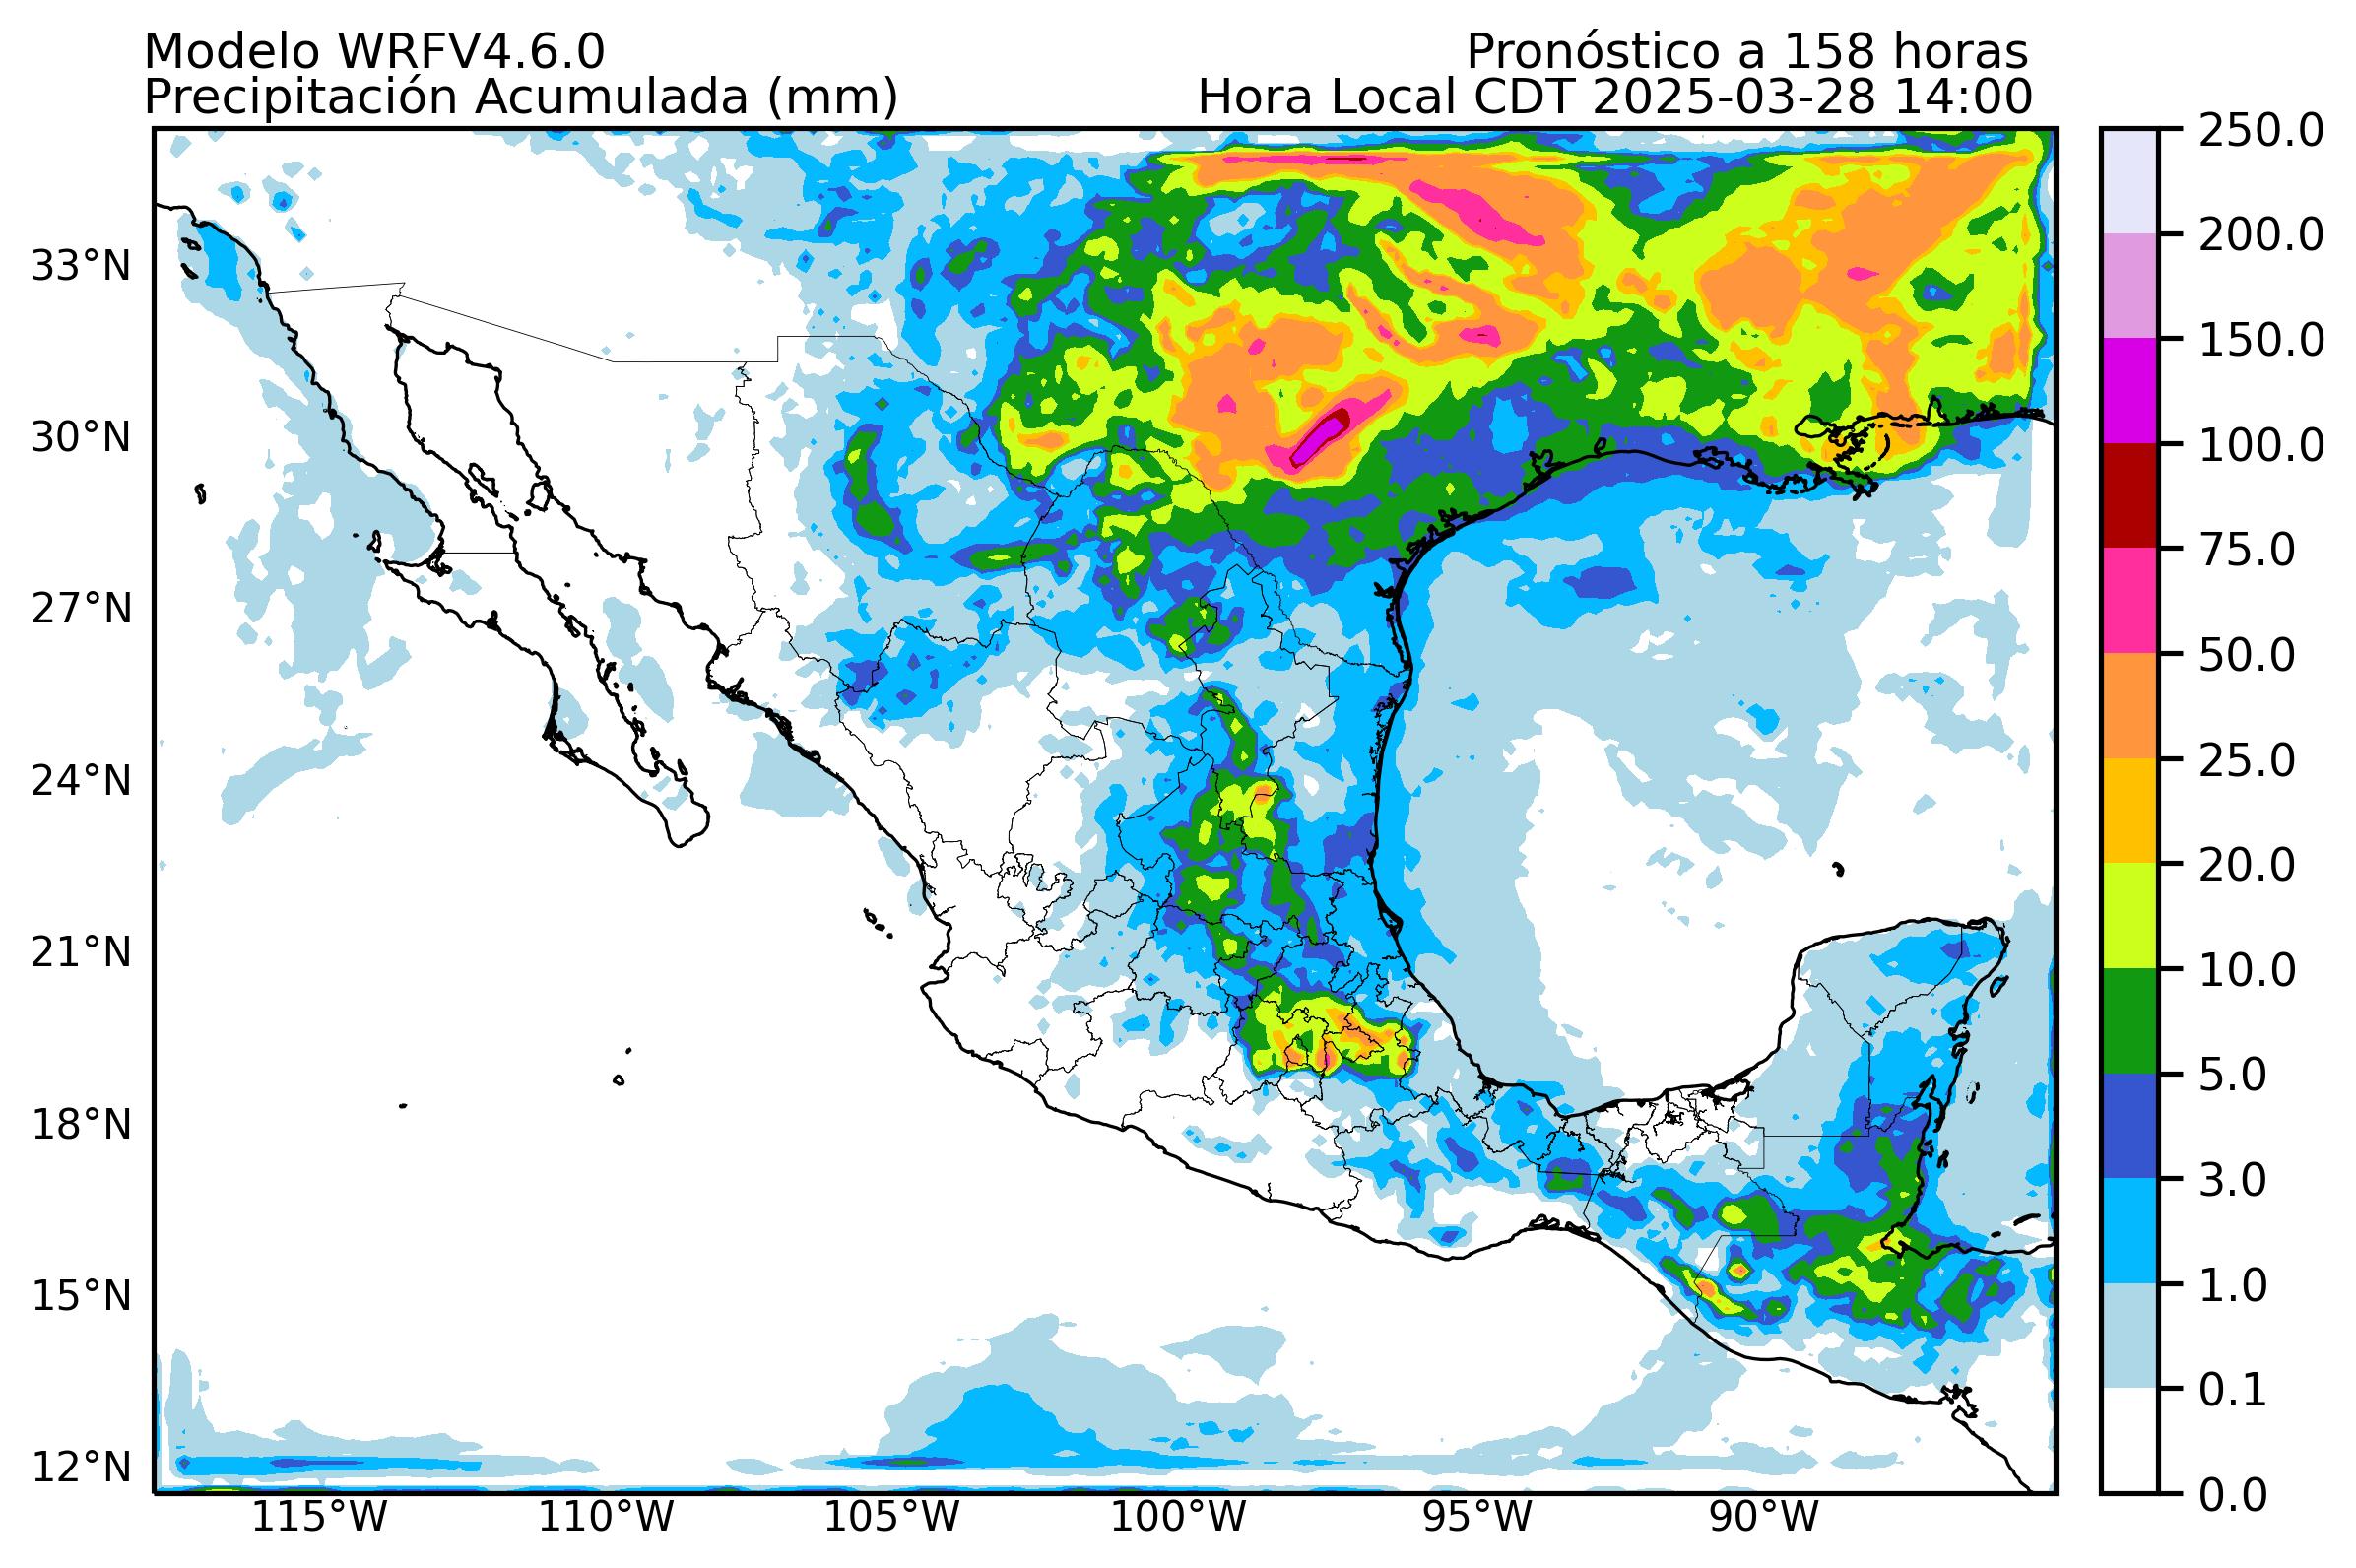 Modelo WRFV4.6.0
Pronóstico a 158 horas
Precipitación Acumulada (mm)
Hora Local CDT 2025-03-28 14:00
33°N
30°N
27°N
24°N
21°N
18°N
15°N
12°N
115°W
110°W
105°W
100°W
95°W
90°W
250.0
200.0
150.0
100.0
75.0
50.0
25.0
20.0
10.0
5.0
3.0
1.0
0.1
0.0